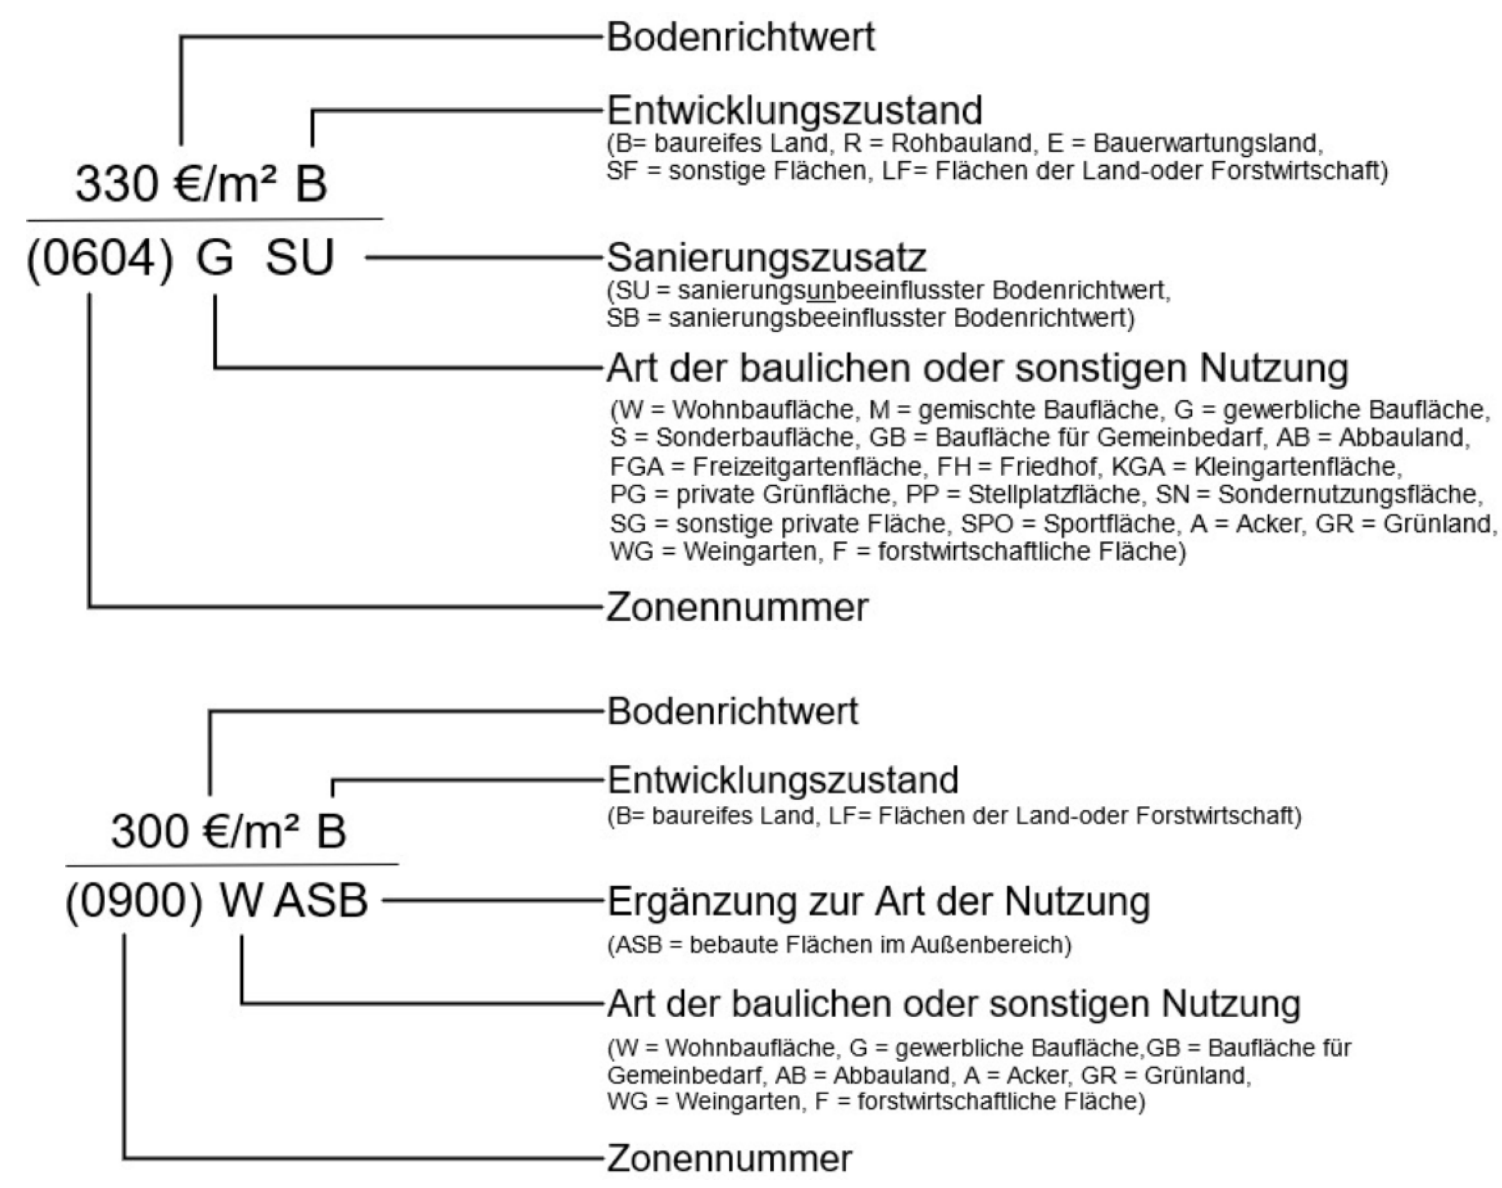 Bodenrichtwert
Entwicklungszustand
(B= baureifes Land, R = Rohbauland, E = Bauerwartungsland,
SF = sonstige Flächen, LF= Flächen der Land-oder Forstwirtschaft)
330 €/m² B
(0604) G SU
Sanierungszusatz
(SU = sanierungsunbeeinflusster Bodenrichtwert,
SB = sanierungsbeeinflusster Bodenrichtwert)
Art der baulichen oder sonstigen Nutzung
(W = Wohnbaufläche, M = gemischte Baufläche, G = gewerbliche Baufläche,
S = Sonderbaufläche, GB = Baufläche für Gemeinbedarf, AB = Abbauland,
FGA = Freizeitgartenfläche, FH = Friedhof, KGA = Kleingartenfläche,
PG = private Grünfläche, PP = Stellplatzfläche, SN = Sondernutzungsfläche,
SG = sonstige private Fläche, SPO = Sportfläche, A = Acker, GR = Grünland,
WG = Weingarten, F = forstwirtschaftliche Fläche)
Zonennummer
Bodenrichtwert
Entwicklungszustand
(B= baureifes Land, LF= Flächen der Land-oder Forstwirtschaft)
300 €/m² B
(0900) W ASB
Ergänzung zur Art der Nutzung
(ASB = bebaute Flächen im Außenbereich)
Art der baulichen oder sonstigen Nutzung
(W = Wohnbaufläche, G = gewerbliche Baufläche,GB = Baufläche für
Gemeinbedarf, AB = Abbauland, A = Acker, GR = Grünland,
WG = Weingarten, F = forstwirtschaftliche Fläche)
Zonennummer